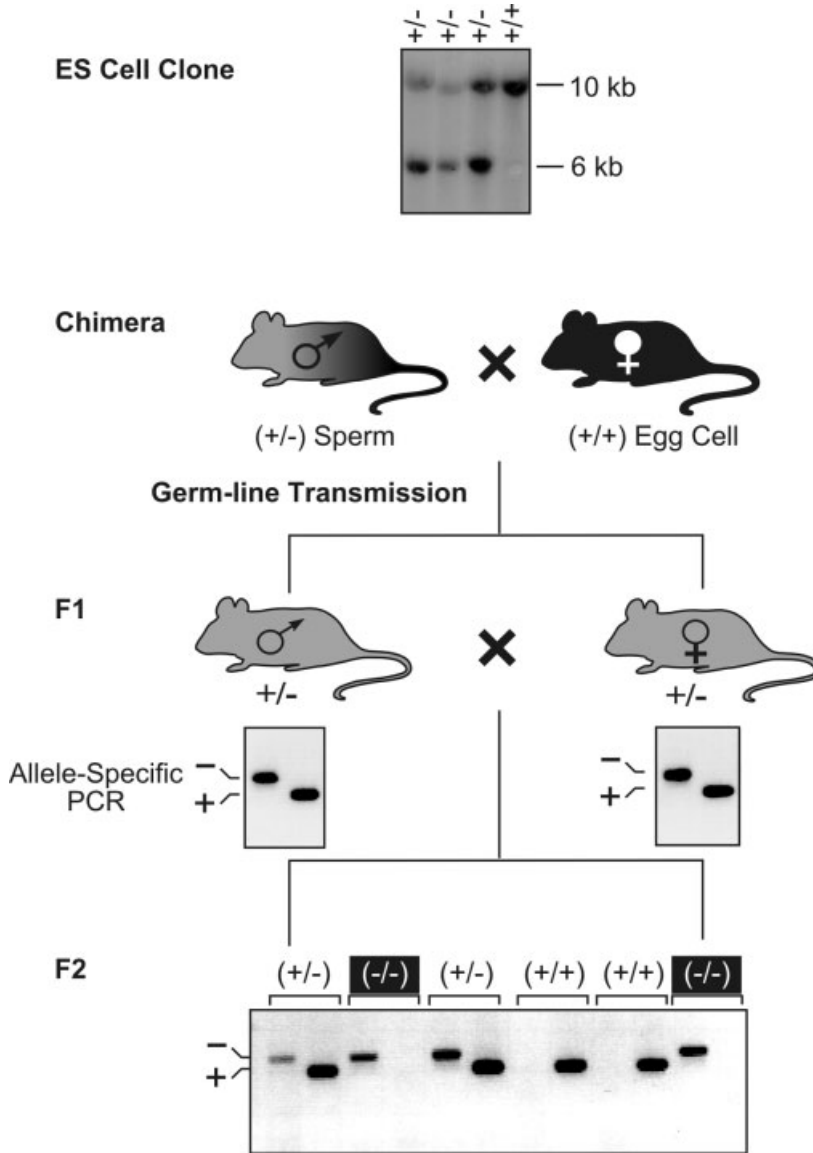 +/- +/- +/- +/+
ES Cell Clone
10 kb
6 kb
Chimera
(+/-) Sperm
(+/+) Egg Cell
Germ-line Transmission
F1
+/-
+/-
Allele-Specific
PCR
−
+
−
+
F2
(+/-) (-/-) (+/-) (+/+) (+/+) (-/-)
−
+